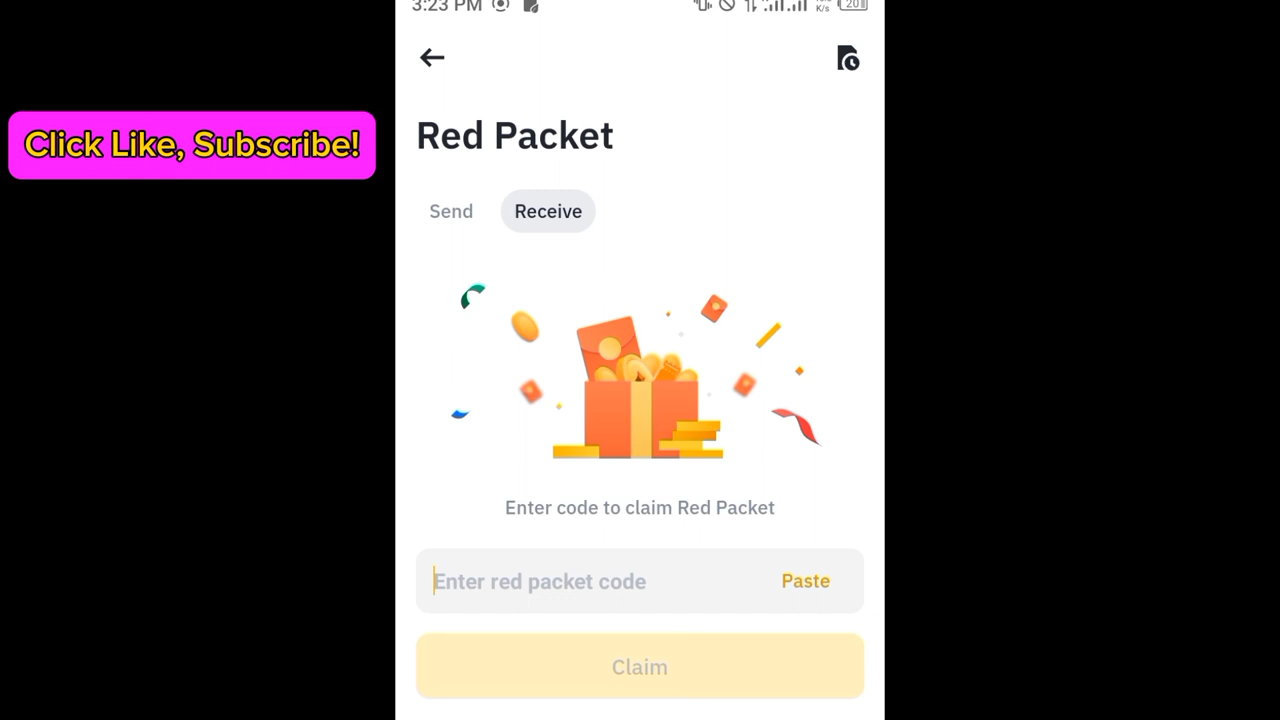 3:23 PM
K/s 20
Click Like, Subscribe!
Red Packet
Send Receive
Enter code to claim Red Packet
Enter red packet code Paste
Claim